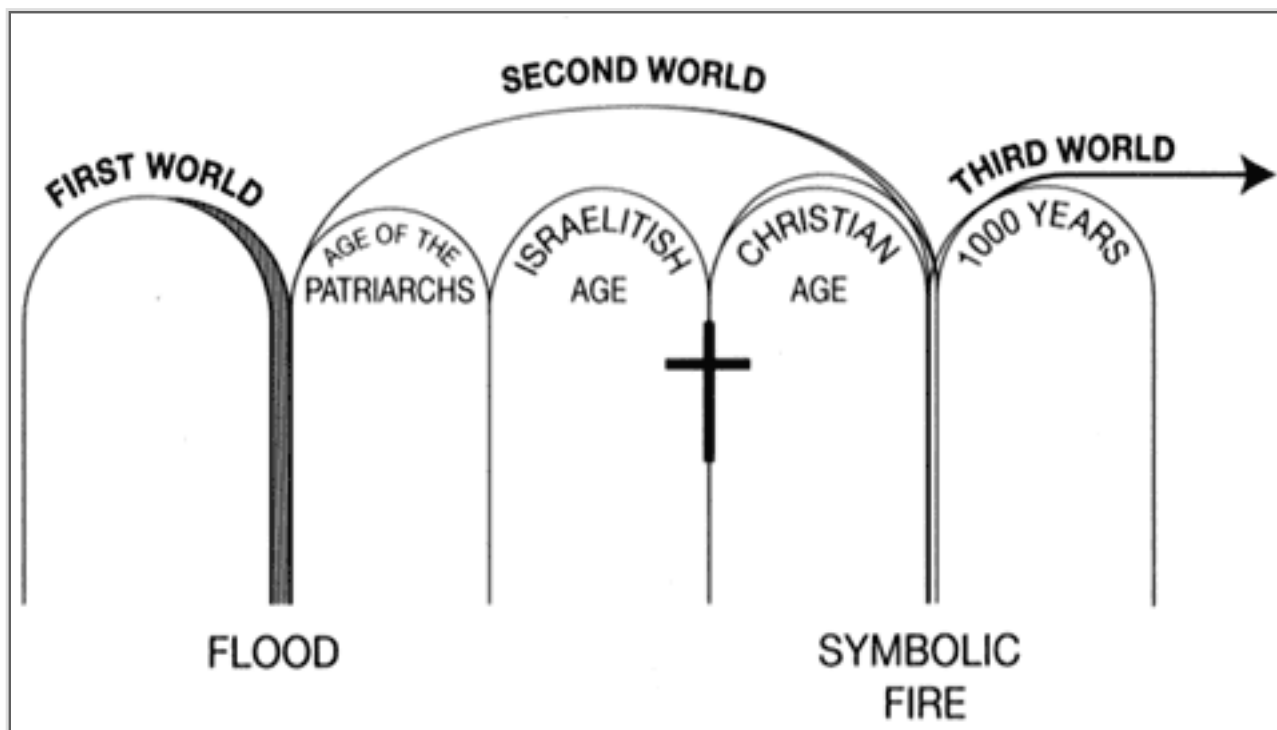 SECOND WORLD
FIRST WORLD
THIRD WORLD
AGE OF THE
PATRIARCHS
ISRAELITISH
AGE
CHRISTIAN
AGE
1000 YEARS
FLOOD
SYMBOLIC
FIRE